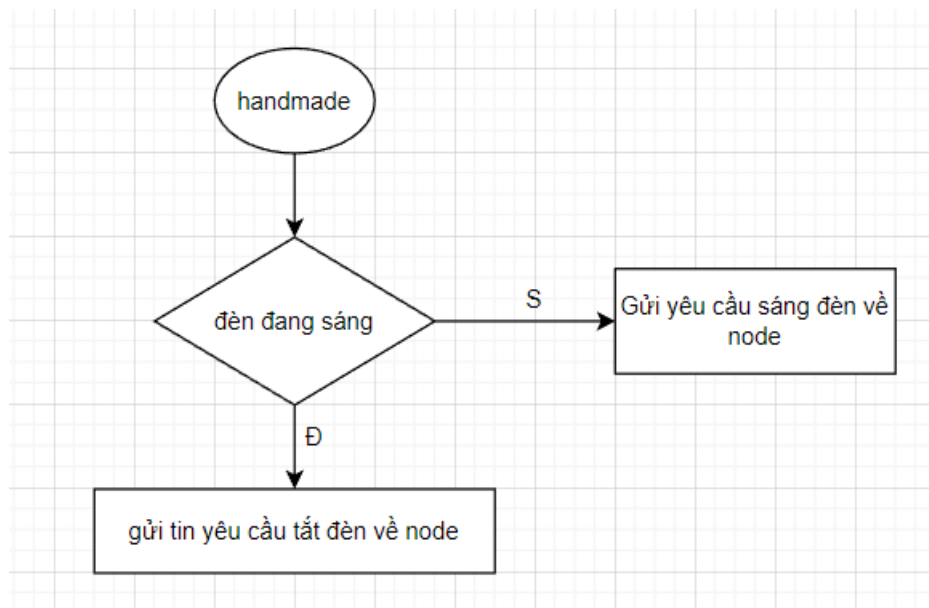 handmade
đèn đang sáng
S
Gửi yêu cầu sáng đèn về
node
Đ
gửi tin yêu cầu tắt đèn về node